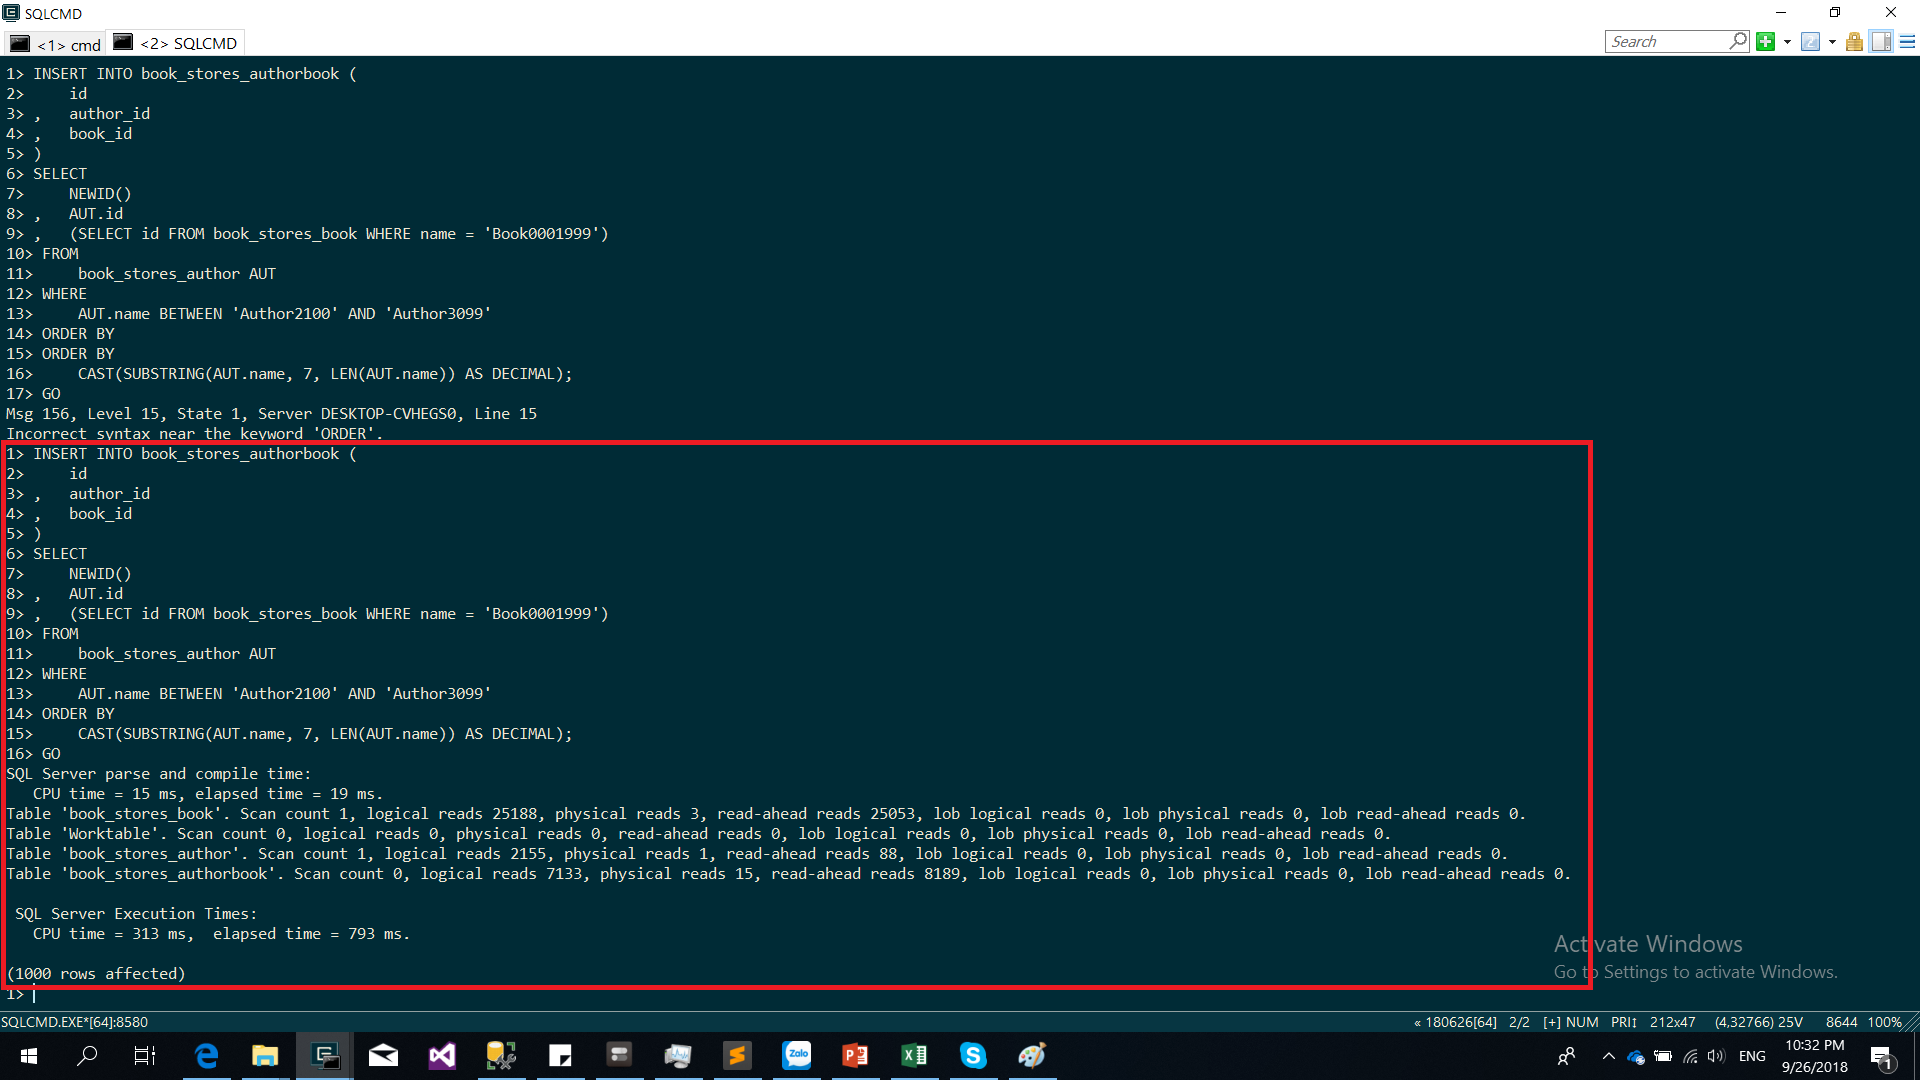 SQLCMD
<1> cmd
<2> SQLCMD
Search
1> INSERT INTO book_stores_authorbook (
2>     id
3> ,   author_id
4> ,   book_id
5> )
6> SELECT
7>     NEWID()
8> ,   AUT.id
9> ,   (SELECT id FROM book_stores_book WHERE name = 'Book0001999')
10> FROM
11>     book_stores_author AUT
12> WHERE
13>     AUT.name BETWEEN 'Author2100' AND 'Author3099'
14> ORDER BY
15> ORDER BY
16>     CAST(SUBSTRING(AUT.name, 7, LEN(AUT.name)) AS DECIMAL);
17> GO
Msg 156, Level 15, State 1, Server DESKTOP-CVHEGS0, Line 15
Incorrect syntax near the keyword 'ORDER'.
1> INSERT INTO book_stores_authorbook (
2>     id
3> ,   author_id
4> ,   book_id
5> )
6> SELECT
7>     NEWID()
8> ,   AUT.id
9> ,   (SELECT id FROM book_stores_book WHERE name = 'Book0001999')
10> FROM
11>     book_stores_author AUT
12> WHERE
13>     AUT.name BETWEEN 'Author2100' AND 'Author3099'
14> ORDER BY
15>     CAST(SUBSTRING(AUT.name, 7, LEN(AUT.name)) AS DECIMAL);
16> GO
SQL Server parse and compile time:
   CPU time = 15 ms, elapsed time = 19 ms.
Table 'book_stores_book'. Scan count 1, logical reads 25188, physical reads 3, read-ahead reads 25053, lob logical reads 0, lob physical reads 0, lob read-ahead reads 0.
Table 'Worktable'. Scan count 0, logical reads 0, physical reads 0, read-ahead reads 0, lob logical reads 0, lob physical reads 0, lob read-ahead reads 0.
Table 'book_stores_author'. Scan count 1, logical reads 2155, physical reads 1, read-ahead reads 88, lob logical reads 0, lob physical reads 0, lob read-ahead reads 0.
Table 'book_stores_authorbook'. Scan count 0, logical reads 7133, physical reads 15, read-ahead reads 8189, lob logical reads 0, lob physical reads 0, lob read-ahead reads 0.
 SQL Server Execution Times:
   CPU time = 313 ms,  elapsed time = 793 ms.
(1000 rows affected)
1>
Activate Windows
Go to Settings to activate Windows.
SQLCMD.EXE*[64]:8580
« 180626[64] 2/2 [+] NUM PRI↕ 212x47 (4,32766) 25V 8644 100%
Zalo
ENG
10:32 PM
9/26/2018
1